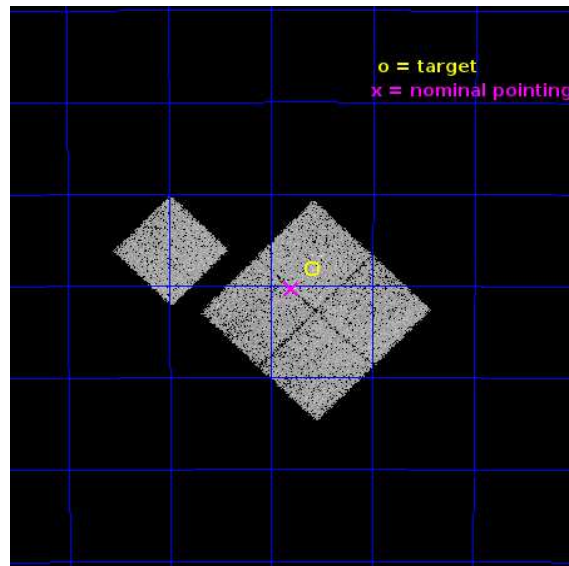 o = target
x = nominal pointing